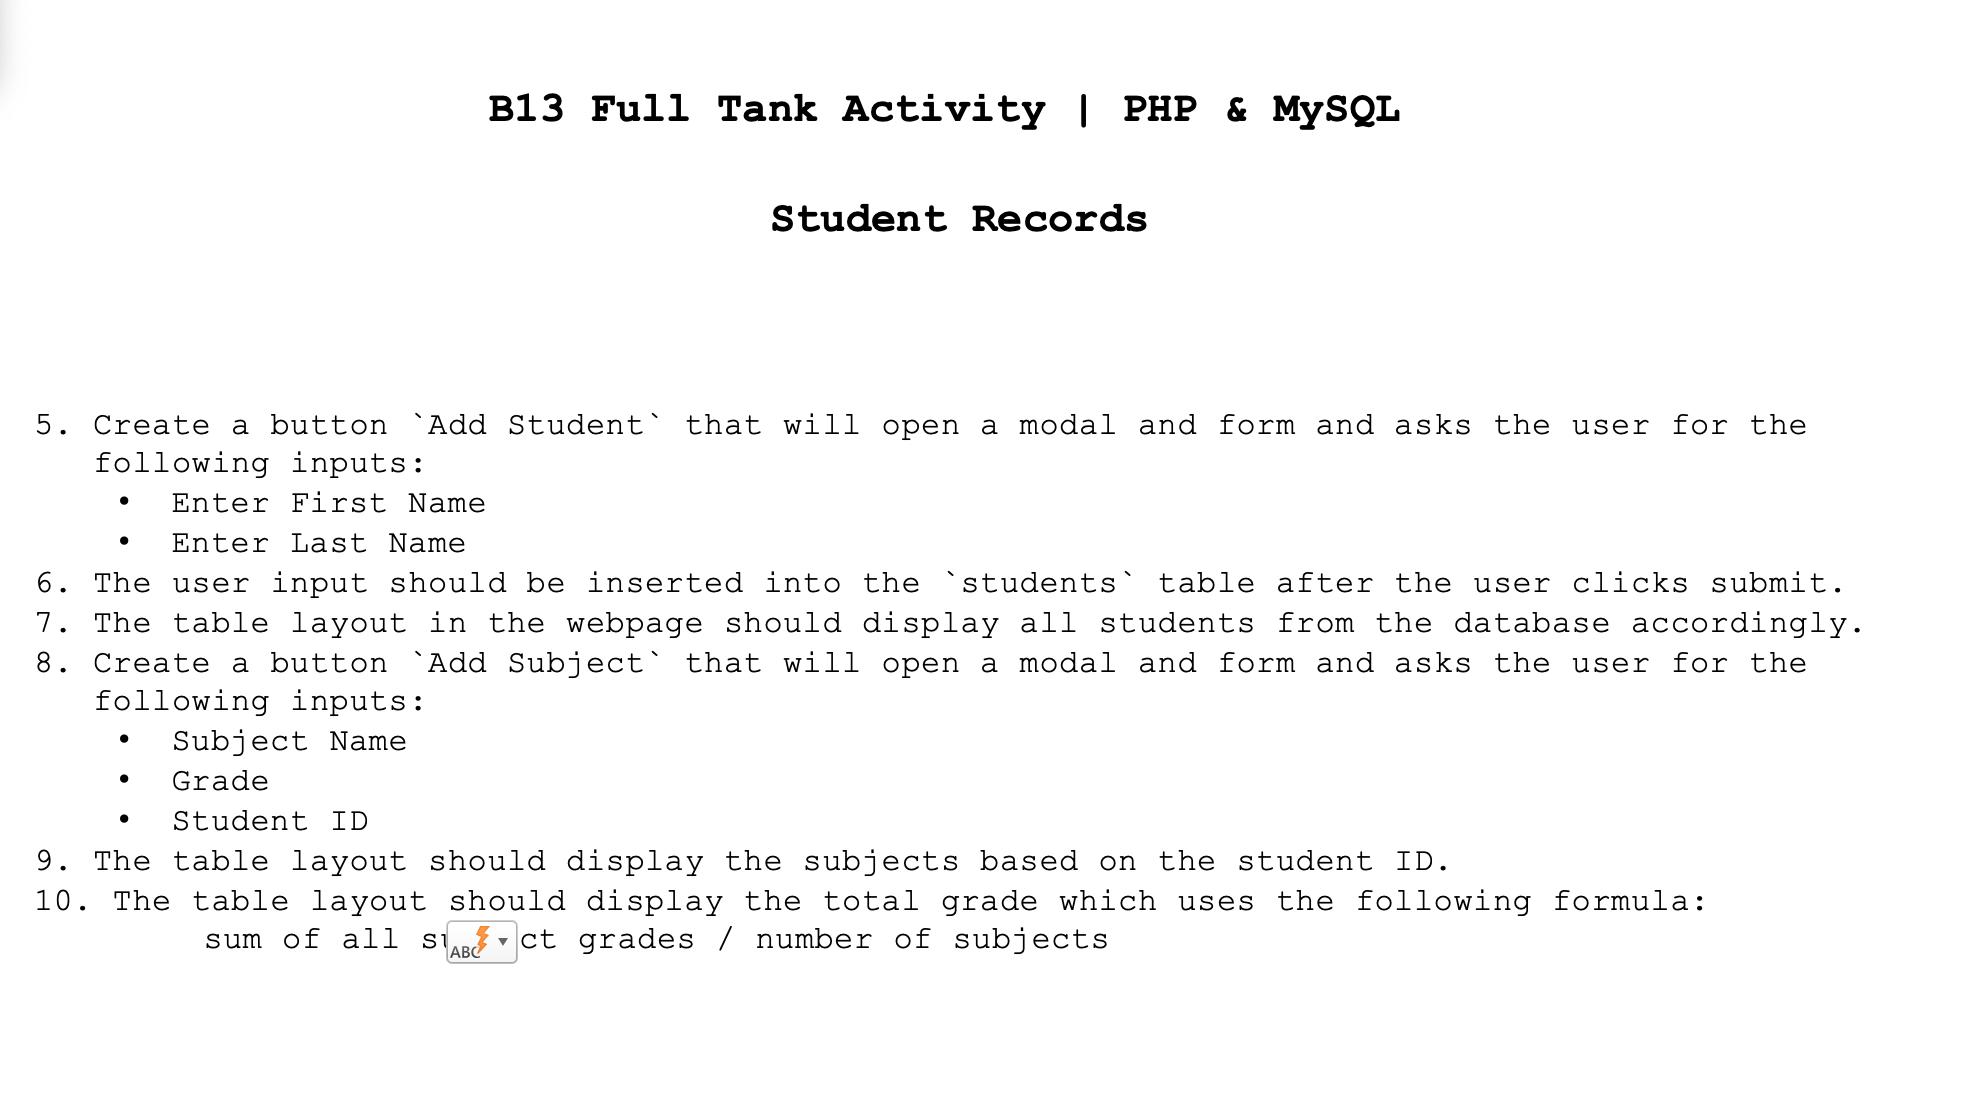 B13 Full Tank Activity | PHP & MySQL
Student Records
5. Create a button `Add Student` that will open a modal and form and asks the user for the
following inputs:
• Enter First Name
• Enter Last Name
6. The user input should be inserted into the `students` table after the user clicks submit.
7. The table layout in the webpage should display all students from the database accordingly.
8. Create a button `Add Subject` that will open a modal and form and asks the user for the
following inputs:
• Subject Name
• Grade
• Student ID
9. The table layout should display the subjects based on the student ID.
10. The table layout should display the total grade which uses the following formula:
sum of all ABC grades / number of subjects